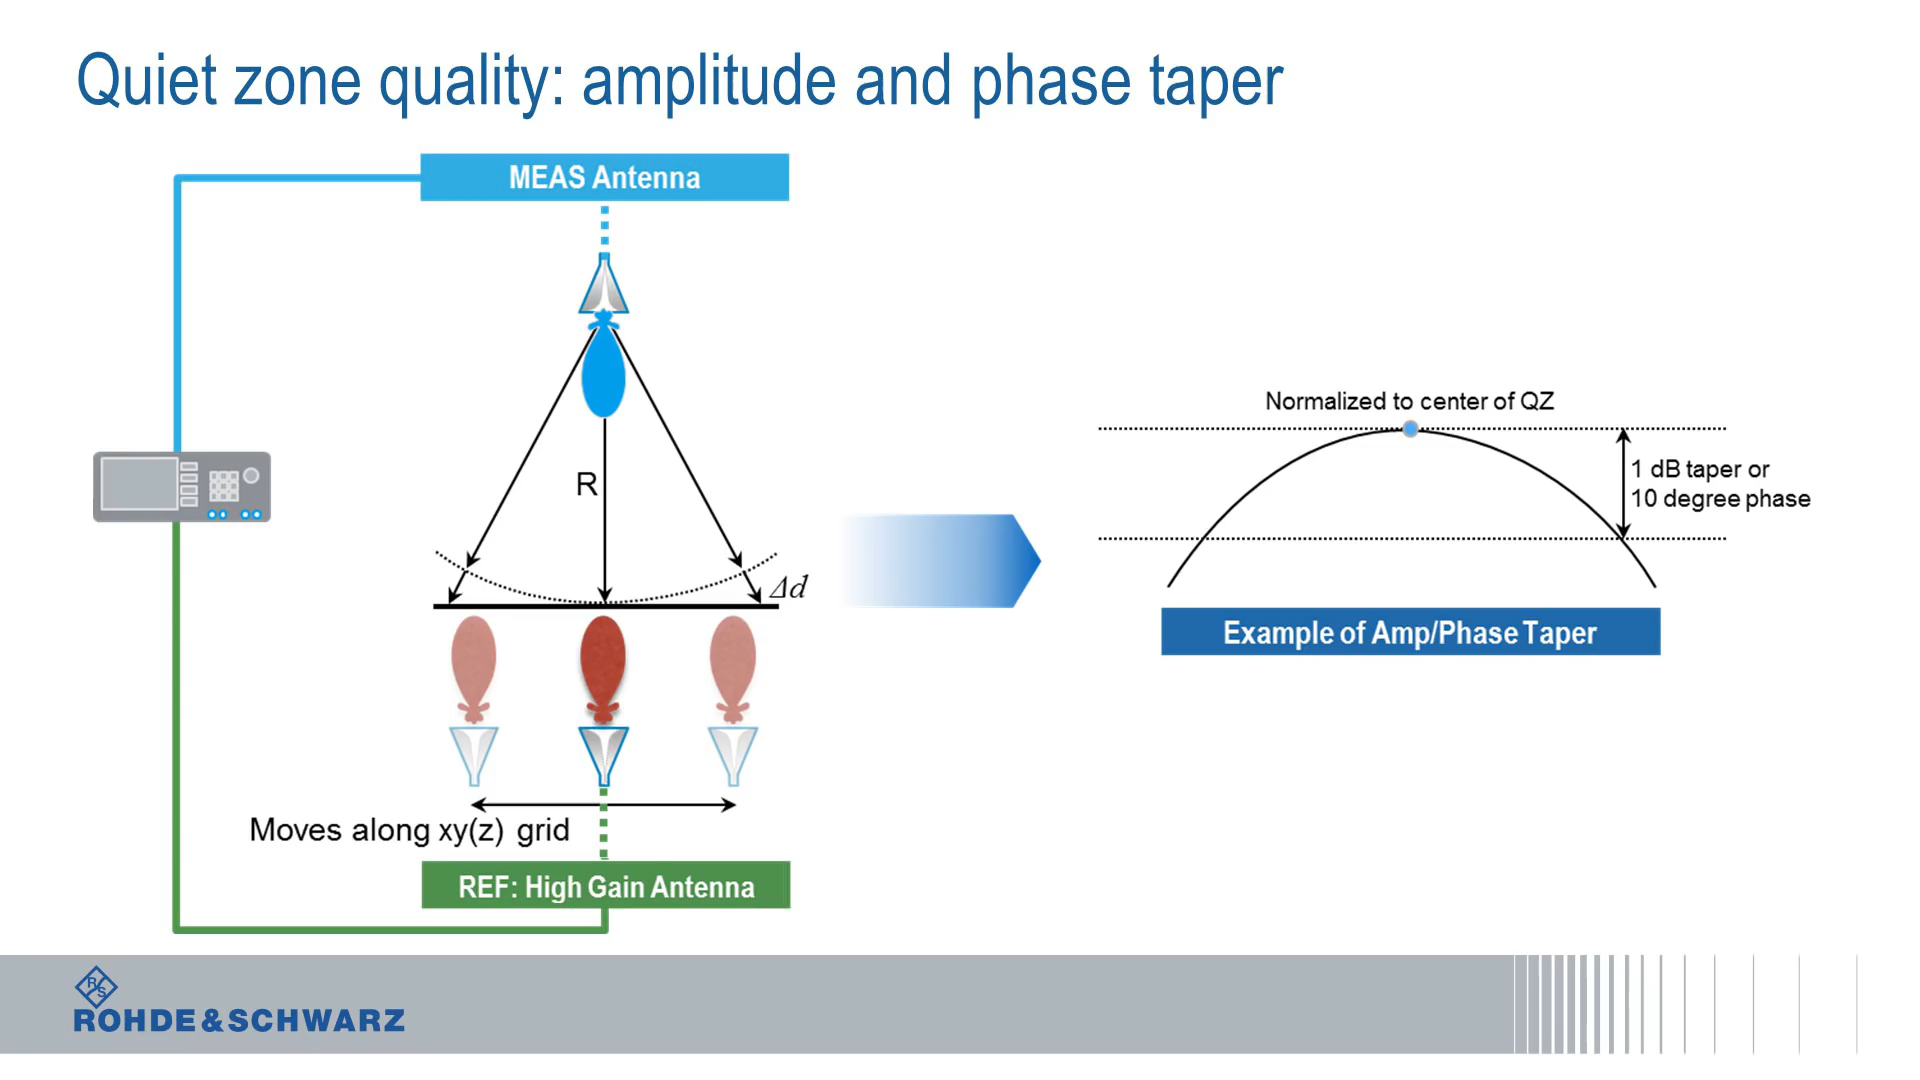 Quiet zone quality: amplitude and phase taper
MEAS Antenna
R
Δd
Moves along xy(z) grid
REF: High Gain Antenna
Normalized to center of QZ
1 dB taper or
10 degree phase
Example of Amp/Phase Taper
R
S
ROHDE & SCHWARZ